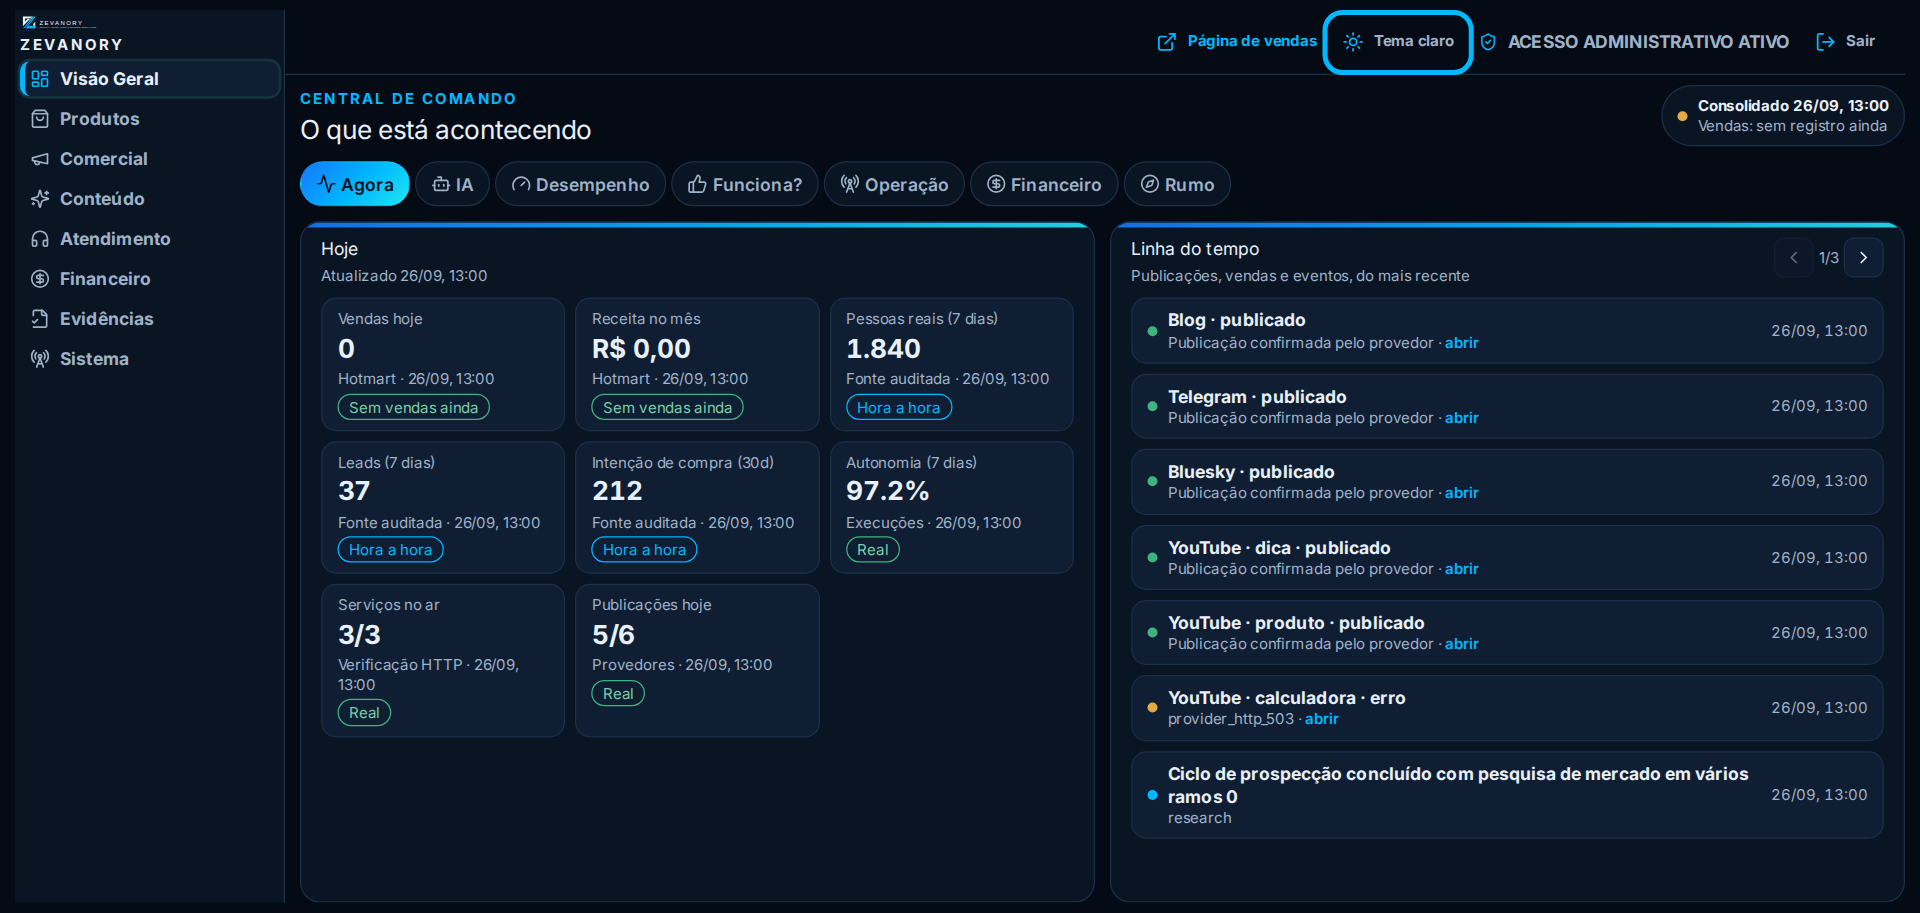 ZEVANORY
ZEVANORY
Visão Geral
Produtos
Comercial
Conteúdo
Atendimento
Financeiro
Evidências
Sistema
Página de vendas
Tema claro
ACESSO ADMINISTRATIVO ATIVO
Sair
CENTRAL DE COMANDO
O que está acontecendo
Consolidado 26/09, 13:00
Vendas: sem registro ainda
Agora
IA
Desempenho
Funciona?
Operação
Financeiro
Rumo
Hoje
Atualizado 26/09, 13:00
Vendas hoje
0
Hotmart · 26/09, 13:00
Sem vendas ainda
Receita no mês
R$ 0,00
Hotmart · 26/09, 13:00
Sem vendas ainda
Pessoas reais (7 dias)
1.840
Fonte auditada · 26/09, 13:00
Hora a hora
Leads (7 dias)
37
Fonte auditada · 26/09, 13:00
Hora a hora
Intenção de compra (30d)
212
Fonte auditada · 26/09, 13:00
Hora a hora
Autonomia (7 dias)
97.2%
Execuções · 26/09, 13:00
Real
Serviços no ar
3/3
Verificação HTTP · 26/09,
13:00
Real
Publicações hoje
5/6
Provedores · 26/09, 13:00
Real
Linha do tempo
Publicações, vendas e eventos, do mais recente
1/3
Blog · publicado
Publicação confirmada pelo provedor · abrir
26/09, 13:00
Telegram · publicado
Publicação confirmada pelo provedor · abrir
26/09, 13:00
Bluesky · publicado
Publicação confirmada pelo provedor · abrir
26/09, 13:00
YouTube · dica · publicado
Publicação confirmada pelo provedor · abrir
26/09, 13:00
YouTube · produto · publicado
Publicação confirmada pelo provedor · abrir
26/09, 13:00
YouTube · calculadora · erro
provider_http_503 · abrir
26/09, 13:00
Ciclo de prospecção concluído com pesquisa de mercado em vários
ramos 0
research
26/09, 13:00